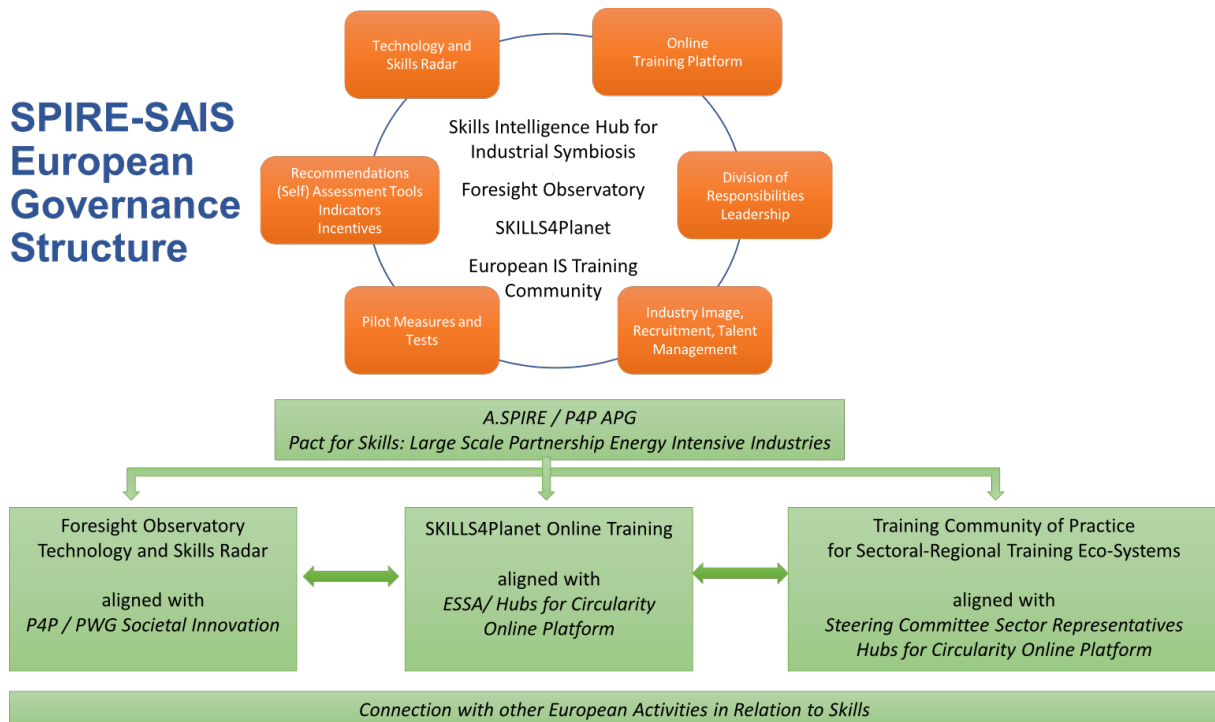 SPIRE-SAIS
European
Governance
Structure
Technology and
Skills Radar
Online
Training Platform
Skills Intelligence Hub for
Industrial Symbiosis
Foresight Observatory
SKILLS4Planet
European IS Training
Community
Recommendations
(Self) Assessment Tools
Indicators
Incentives
Division of
Responsibilities
Leadership
Pilot Measures and
Tests
Industry Image,
Recruitment, Talent
Management
A.SPIRE / P4P APG
Pact for Skills: Large Scale Partnership Energy Intensive Industries
Foresight Observatory
Technology and Skills Radar
aligned with
P4P / PWG Societal Innovation
SKILLS4Planet Online Training
aligned with
ESSA/ Hubs for Circularity
Online Platform
Training Community of Practice
for Sectoral-Regional Training Eco-Systems
aligned with
Steering Committee Sector Representatives
Hubs for Circularity Online Platform
Connection with other European Activities in Relation to Skills